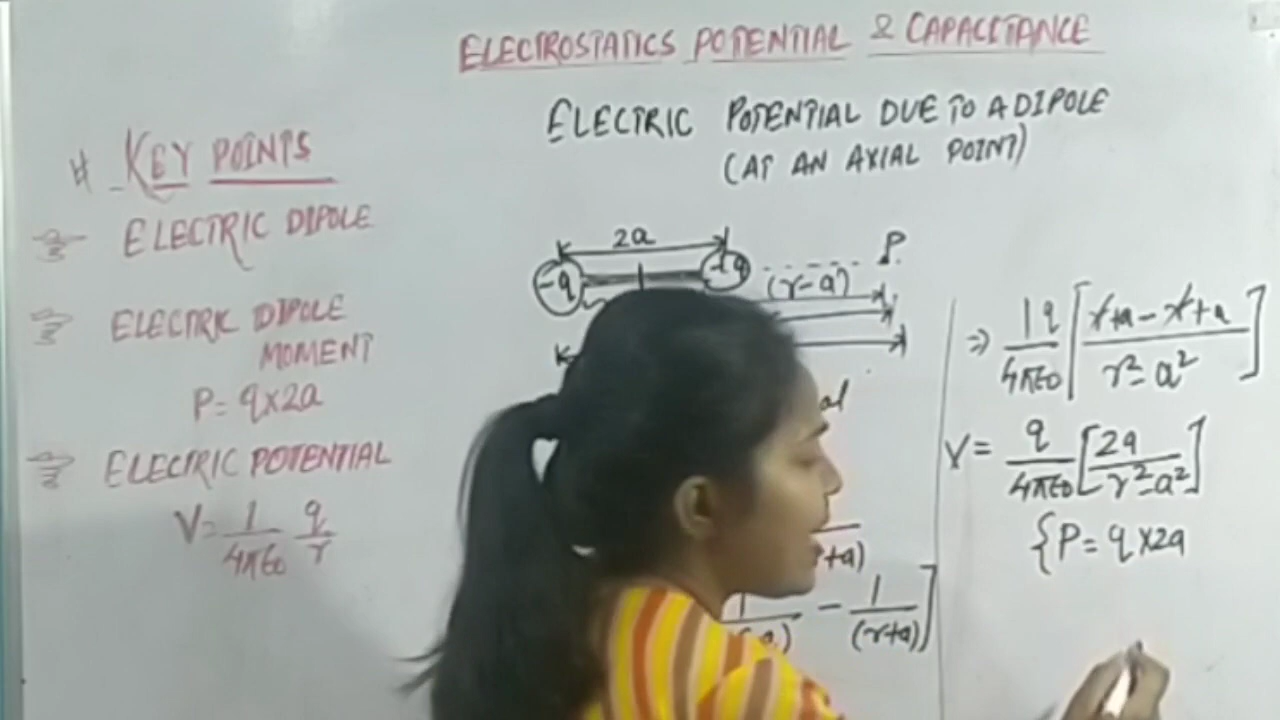 ELECTROSTATICS POTENTIAL & CAPACITANCE
ELECTRIC POTENTIAL DUE TO A DIPOLE
(AT AN AXIAL POINT)
# KEY POINTS
ELECTRIC DIPOLE
ELECTRIC DIPOLE
MOMENT
P = q×2a
ELECTRIC POTENTIAL
V = 1/4πε0 q/r
2a
-q
+q
P.
(r-a)
+a)
- 1/(r+a)]
⇒ 1q/4πε0 [r+a-r+a/r²-a²]
V = q/4πε0 [2a/r²-a²]
{P = q×2a